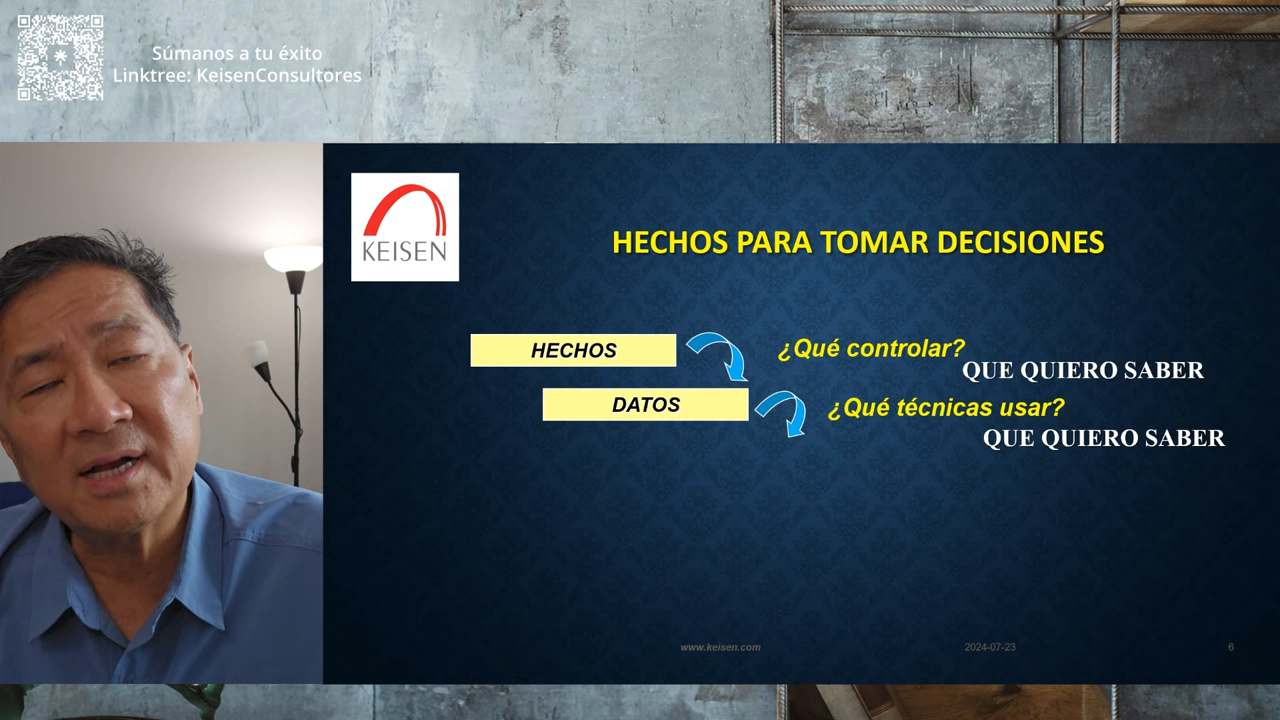 Súmanos a tu éxito
Linktree: KeisenConsultores
KEISEN
HECHOS PARA TOMAR DECISIONES
HECHOS
¿Qué controlar?
QUE QUIERO SABER
DATOS
¿Qué técnicas usar?
QUE QUIERO SABER
www.keisen.com
2024-07-23
6